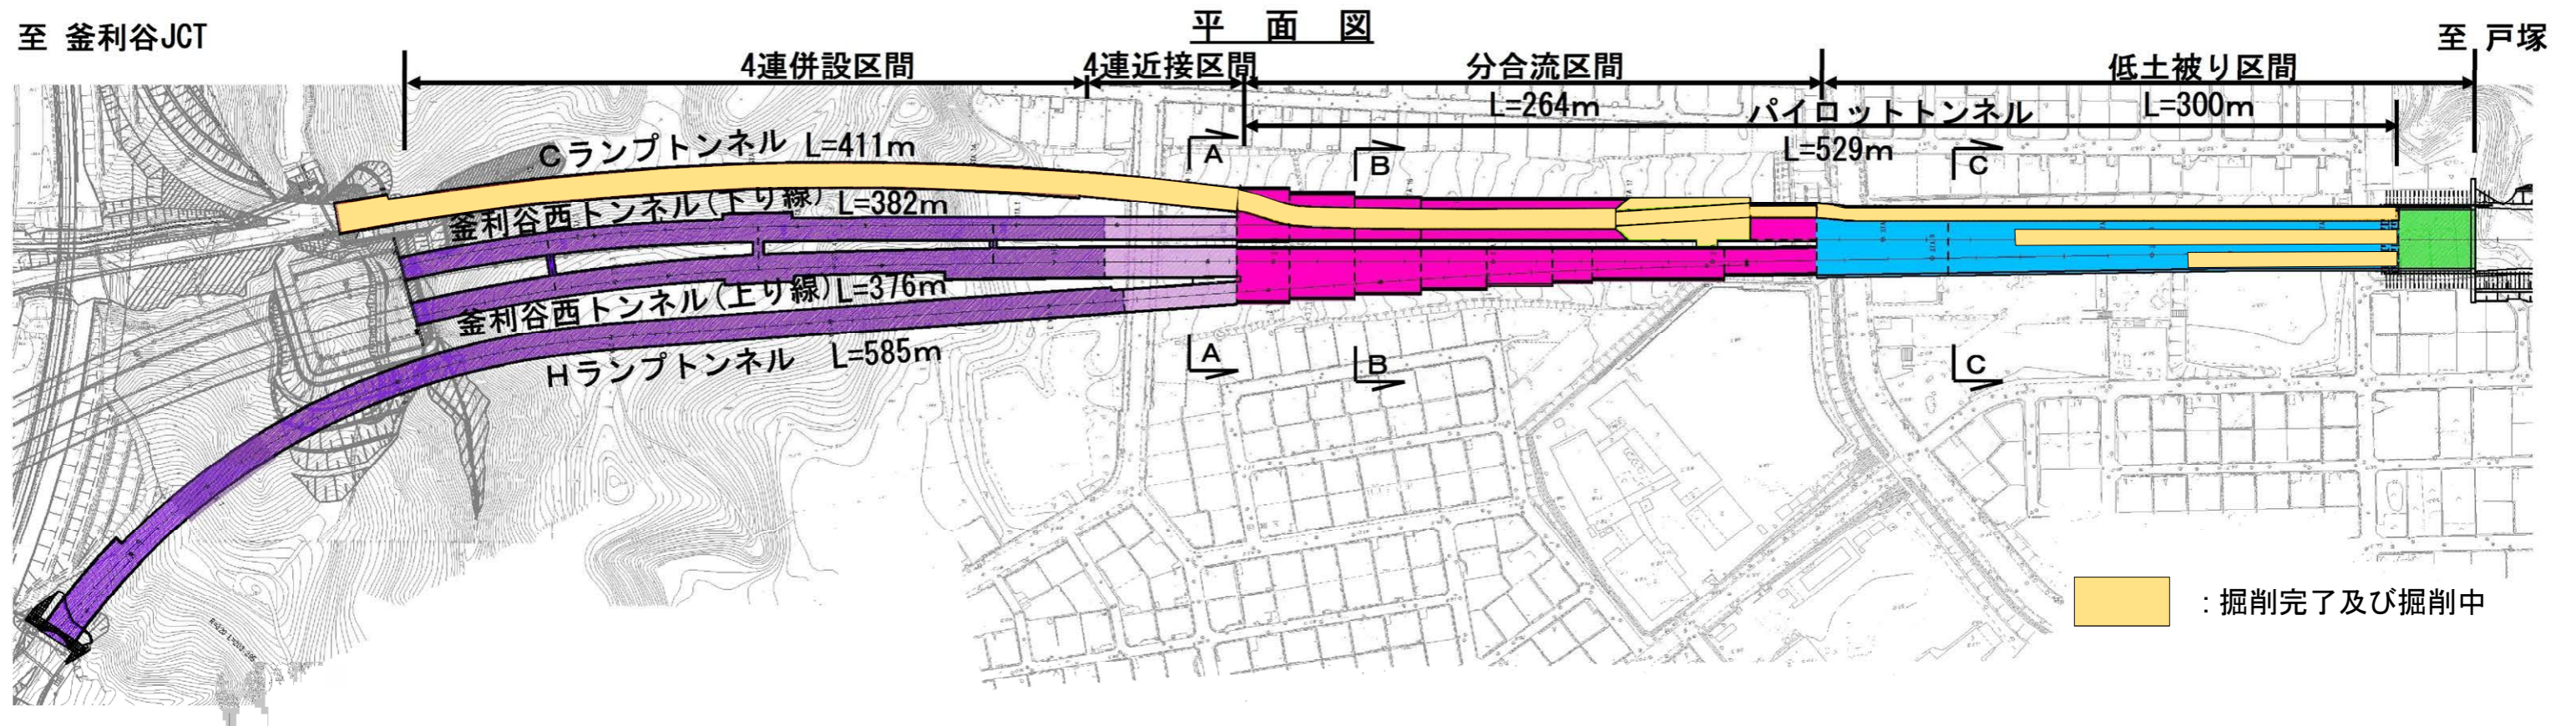 平 面 図
至 釜利谷JCT
至 戸塚
4連併設区間
4連近接区間
分合流区間
低土被り区間
L=264m
L=300m
パイロットトンネル
L=529m
Cランプトンネル L=411m
釜利谷西トンネル(下り線) L=382m
釜利谷西トンネル(上り線) L=376m
Hランプトンネル L=585m
A
B
C
A
B
C
:掘削完了及び掘削中